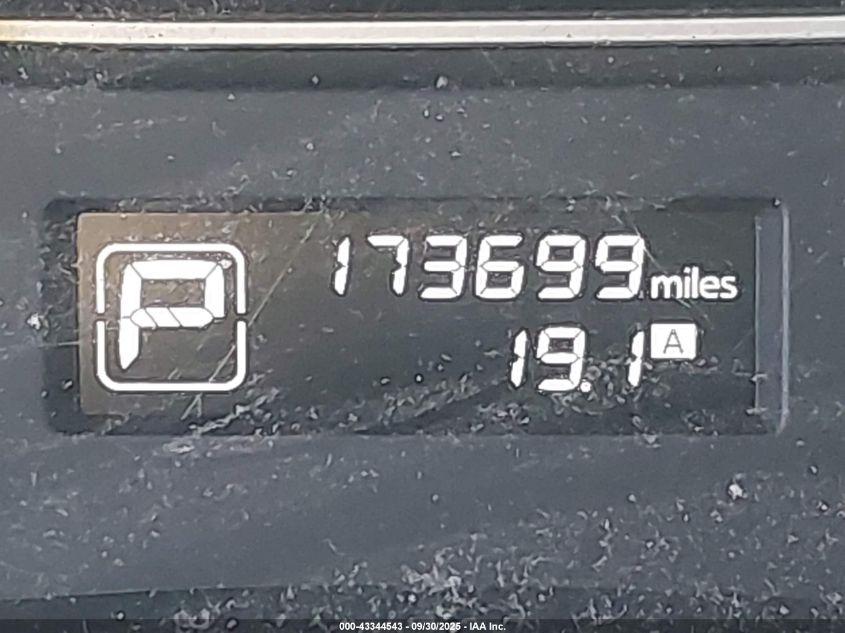 P
173699 miles
19.1 A
000-43344543 - 09/30/2025 - IAA Inc.